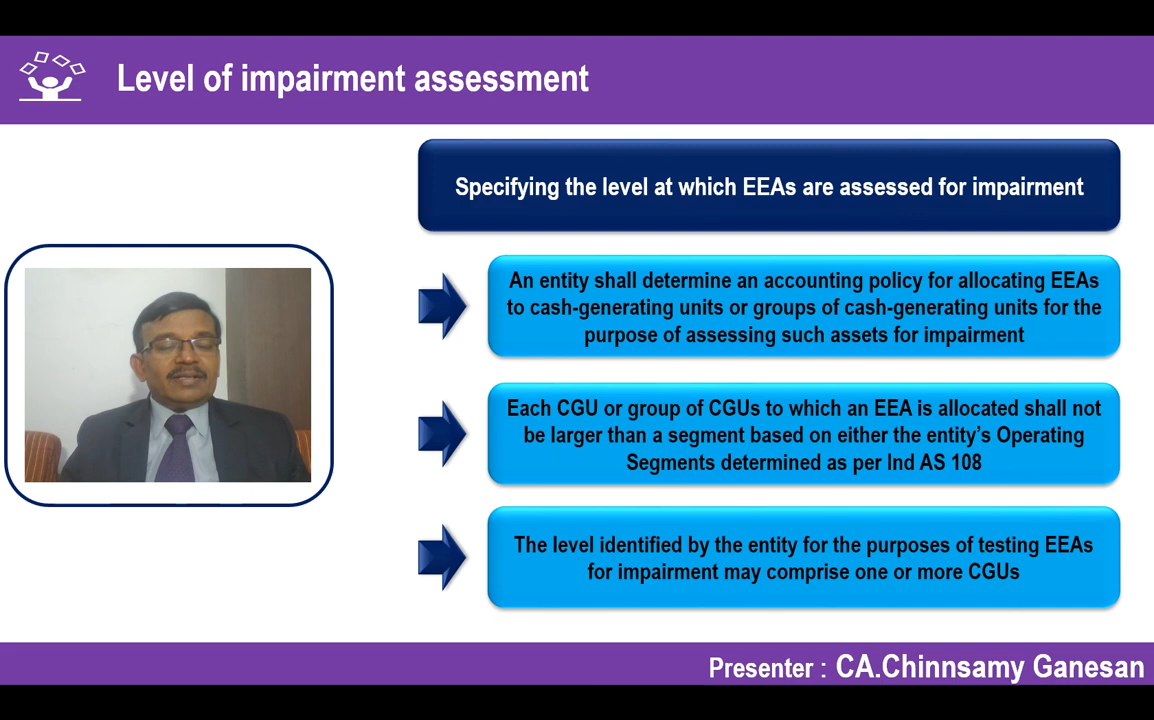 Level of impairment assessment
Specifying the level at which EEAs are assessed for impairment
An entity shall determine an accounting policy for allocating EEAs
to cash-generating units or groups of cash-generating units for the
purpose of assessing such assets for impairment
Each CGU or group of CGUs to which an EEA is allocated shall not
be larger than a segment based on either the entity's Operating
Segments determined as per Ind AS 108
The level identified by the entity for the purposes of testing EEAs
for impairment may comprise one or more CGUs
Presenter : CA.Chinnsamy Ganesan